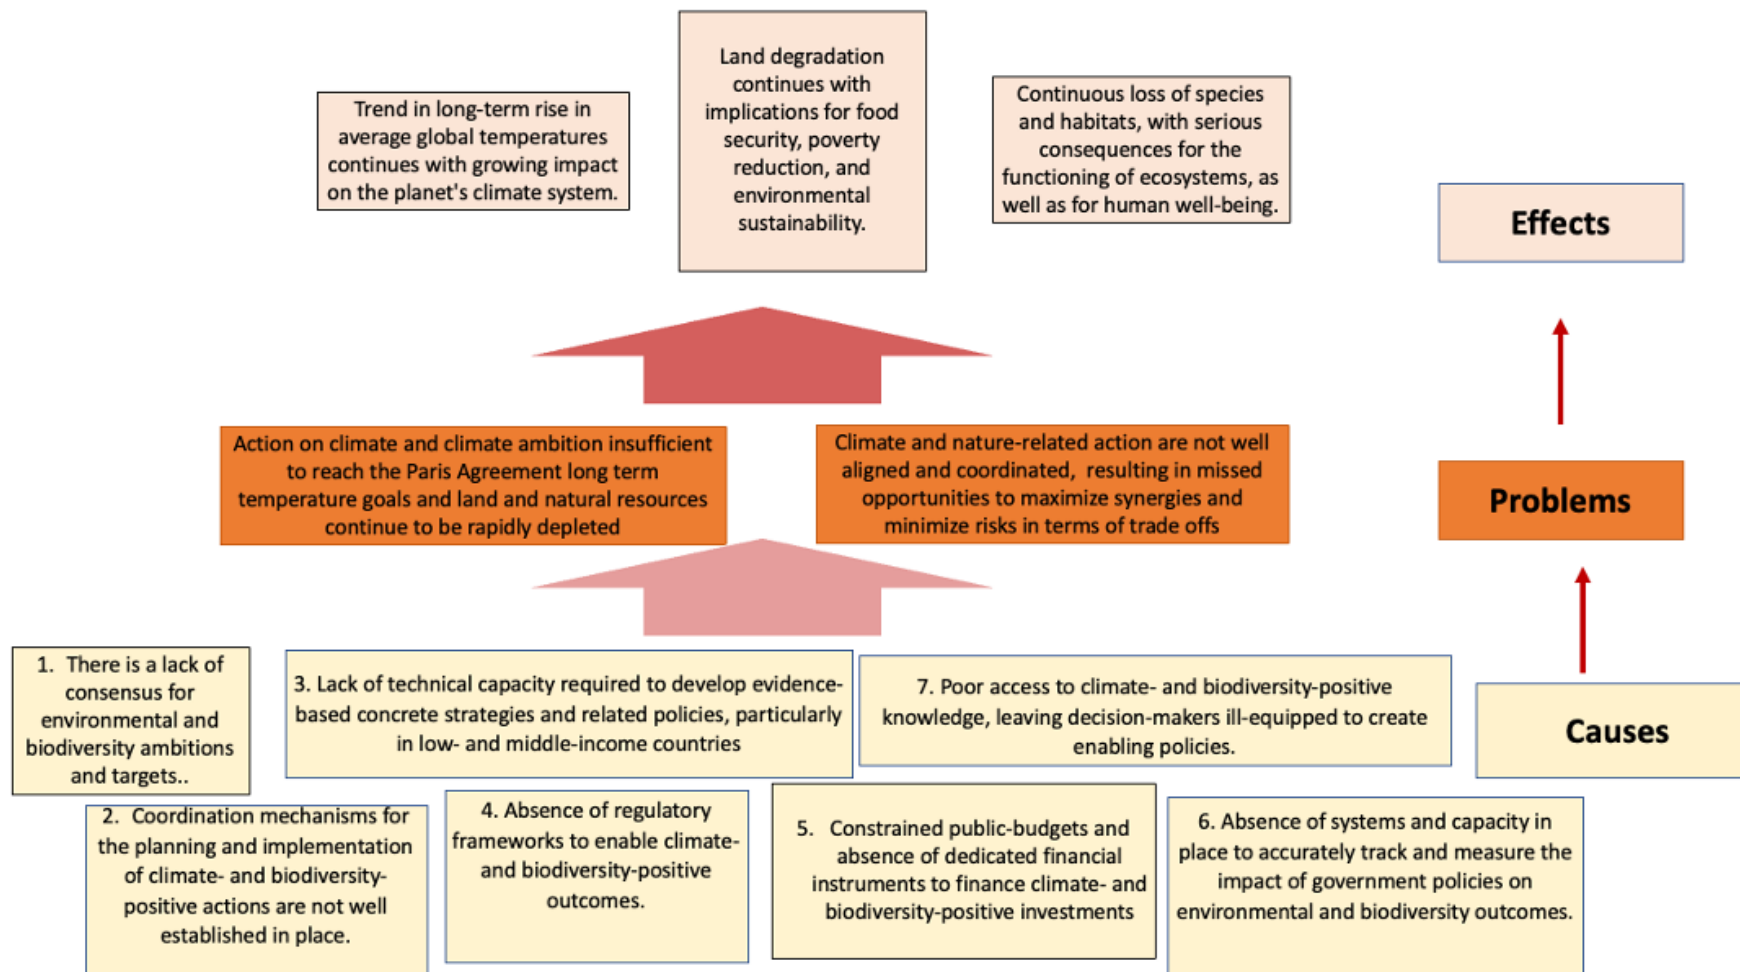 Land degradation
continues with
implications for food
security, poverty
reduction, and
environmental
sustainability.
Trend in long-term rise in
average global temperatures
continues with growing impact
on the planet's climate system.
Continuous loss of species
and habitats, with serious
consequences for the
functioning of ecosystems, as
well as for human well-being.
Effects
Action on climate and climate ambition insufficient
to reach the Paris Agreement long term
temperature goals and land and natural resources
continue to be rapidly depleted
Climate and nature-related action are not well
aligned and coordinated, resulting in missed
opportunities to maximize synergies and
minimize risks in terms of trade offs
Problems
1. There is a lack of
consensus for
environmental and
biodiversity ambitions
and targets..
3. Lack of technical capacity required to develop evidence-
based concrete strategies and related policies, particularly
in low- and middle-income countries
7. Poor access to climate- and biodiversity-positive
knowledge, leaving decision-makers ill-equipped to create
enabling policies.
Causes
2. Coordination mechanisms for
the planning and implementation
of climate- and biodiversity-
positive actions are not well
established in place.
4. Absence of regulatory
frameworks to enable climate-
and biodiversity-positive
outcomes.
5. Constrained public-budgets and
absence of dedicated financial
instruments to finance climate- and
biodiversity-positive investments
6. Absence of systems and capacity in
place to accurately track and measure the
impact of government policies on
environmental and biodiversity outcomes.